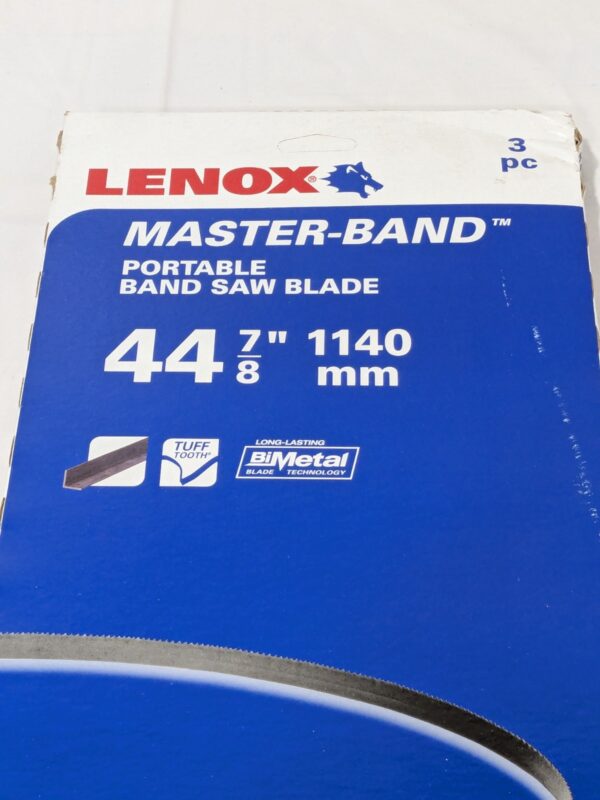 3
pc
LENOX®
MASTER-BAND™
PORTABLE
BAND SAW BLADE
44 7/8" 1140
mm
TUFF
TOOTH®
LONG-LASTING
BiMetal
BLADE TECHNOLOGY